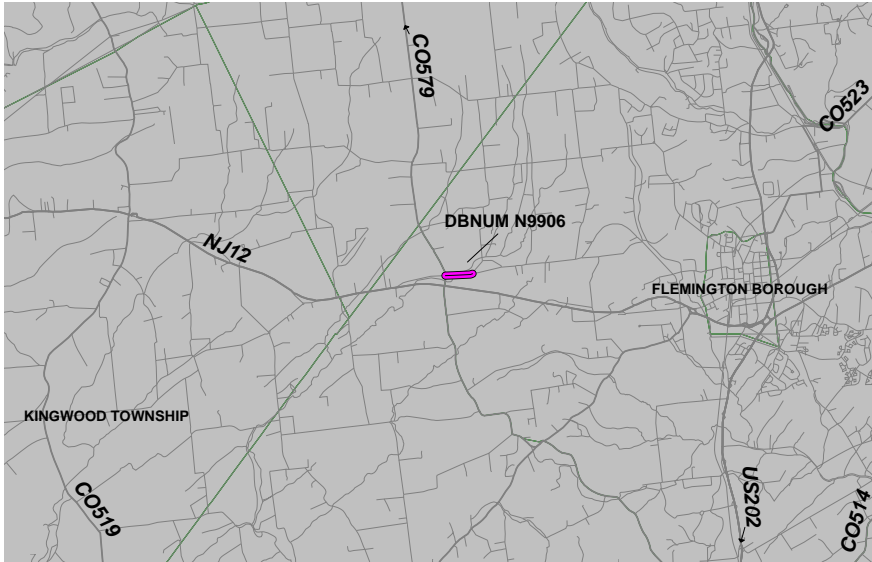 CO579
CO523
DBNUM N9906
NJ12
FLEMINGTON BOROUGH
KINGWOOD TOWNSHIP
CO519
US202
CO514